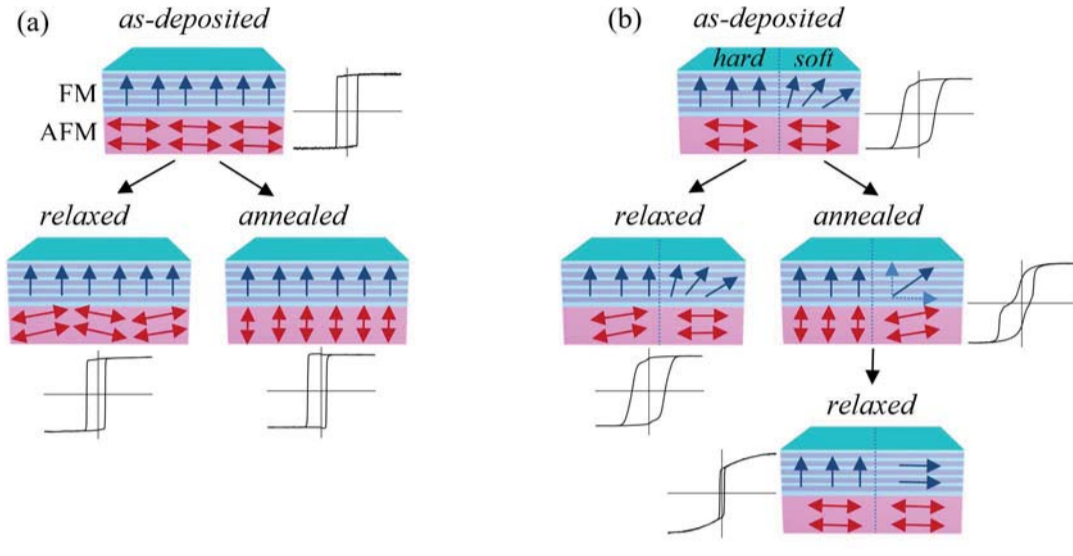 (a)
as-deposited
FM
AFM
relaxed
annealed
(b)
as-deposited
hard
soft
relaxed
annealed
relaxed